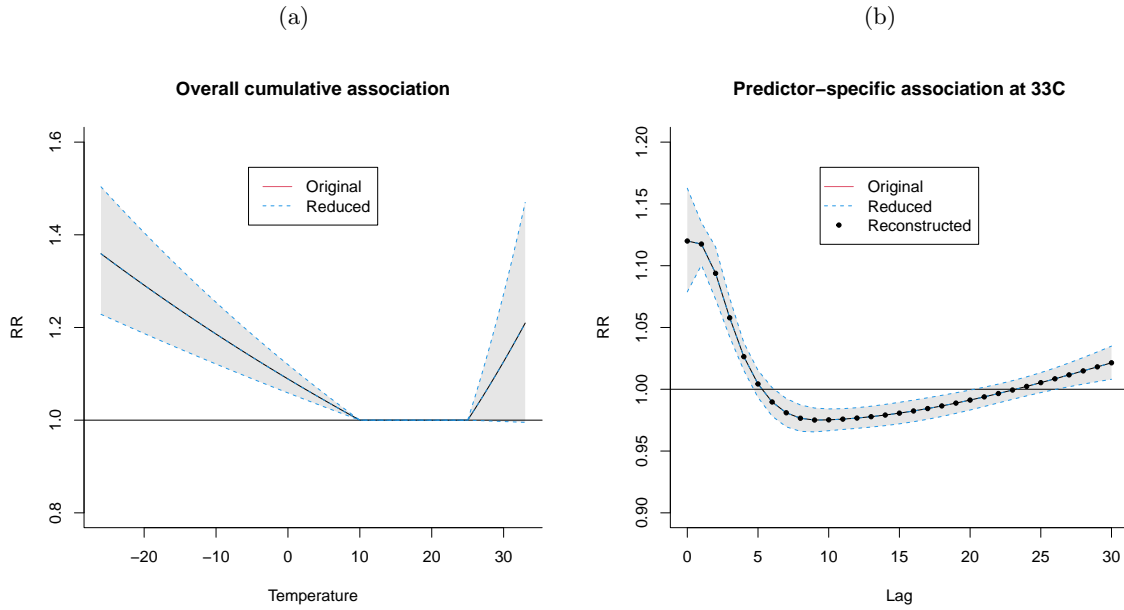 (a)
Overall cumulative association
RR
1.6
1.4
1.2
1.0
0.8
Original
Reduced
−20 −10 0 10 20 30
Temperature
(b)
Predictor−specific association at 33C
RR
1.20
1.15
1.10
1.05
1.00
0.95
0.90
Original
Reduced
Reconstructed
0 5 10 15 20 25 30
Lag